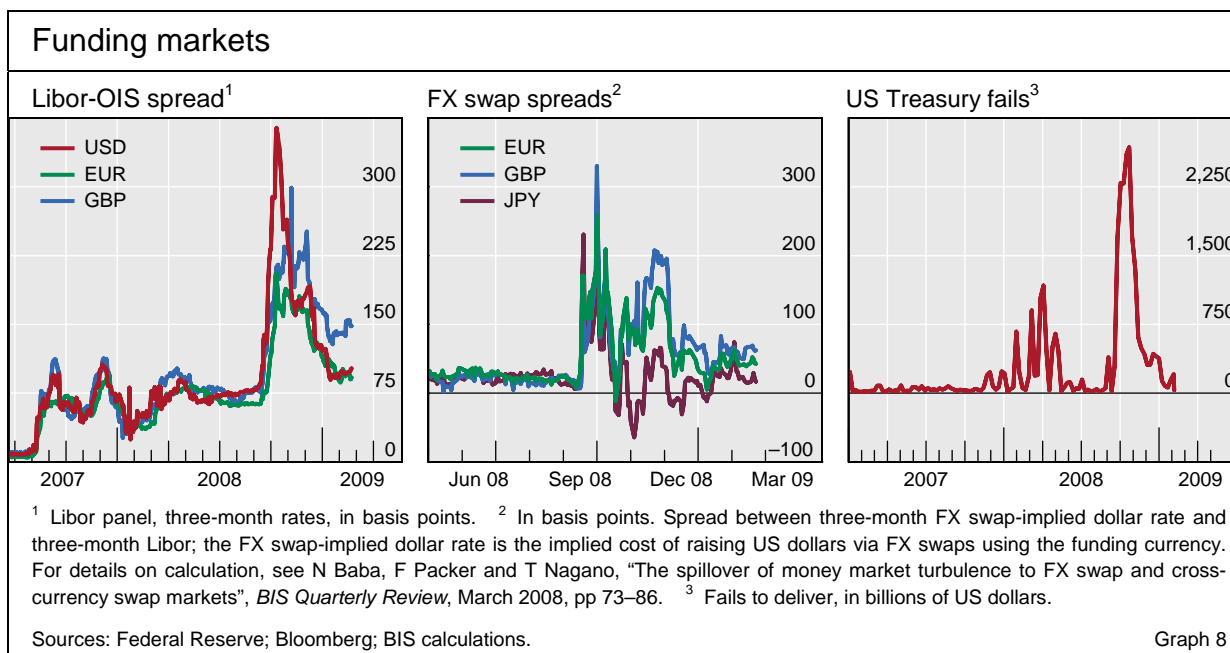 Funding markets
Libor-OIS spread¹
FX swap spreads²
US Treasury fails³
USD
EUR
GBP
300
225
150
75
0
2007
2008
2009
EUR
GBP
JPY
300
200
100
0
–100
Jun 08
Sep 08
Dec 08
Mar 09
2,250
1,500
750
0
2007
2008
2009
¹ Libor panel, three-month rates, in basis points. ² In basis points. Spread between three-month FX swap-implied dollar rate and
three-month Libor; the FX swap-implied dollar rate is the implied cost of raising US dollars via FX swaps using the funding currency.
For details on calculation, see N Baba, F Packer and T Nagano, “The spillover of money market turbulence to FX swap and cross-
currency swap markets”, BIS Quarterly Review, March 2008, pp 73–86. ³ Fails to deliver, in billions of US dollars.
Sources: Federal Reserve; Bloomberg; BIS calculations.
Graph 8